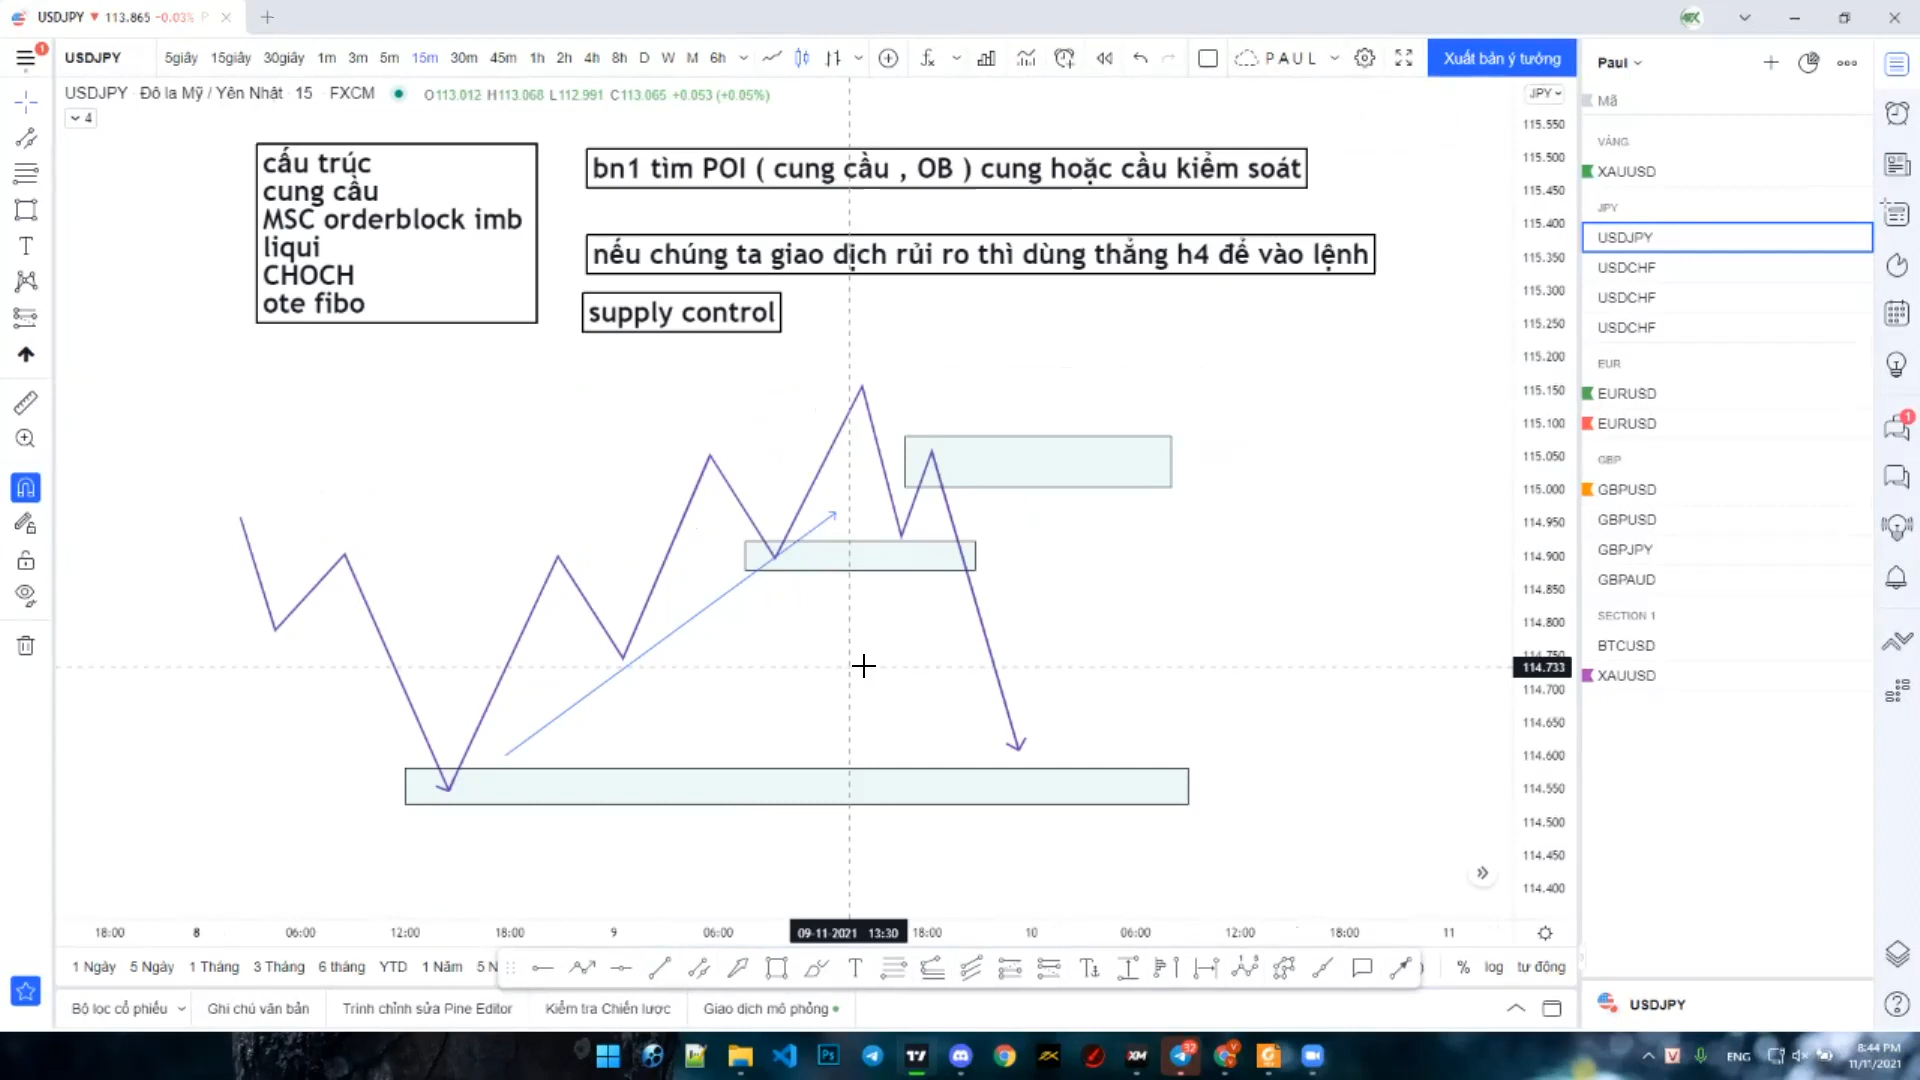 USDJPY ▼ 113.865 -0.03% P
USDJPY 5giây 15giây 30giây 1m 3m 5m 15m 30m 45m 1h 2h 4h 8h D W M 6h PAUL Xuất bản ý tưởng
Paul
USDJPY Đô la Mỹ / Yên Nhật · 15 · FXCM O113.012 H113.068 L112.991 C113.065 +0.053 (+0.05%)
4
JPY
cấu trúc
cung cầu
MSC orderblock imb
liqui
CHOCH
ote fibo
bn1 tìm POI ( cung cầu , OB ) cung hoặc cầu kiểm soát
nếu chúng ta giao dịch rủi ro thì dùng thằng h4 để vào lệnh
supply control
115.550
115.500
115.450
115.400
115.350
115.300
115.250
115.200
115.150
115.100
115.050
115.000
114.950
114.900
114.850
114.800
114.750
114.733
114.700
114.650
114.600
114.550
114.500
114.450
114.400
18:00 8 06:00 12:00 18:00 9 06:00 09-11-2021 13:30 18:00 10 06:00 12:00 18:00 11
1 Ngày 5 Ngày 1 Tháng 3 Tháng 6 tháng YTD 1 Năm 5 N % log tự động
Bộ lọc cổ phiếu Ghi chú văn bản Trình chỉnh sửa Pine Editor Kiểm tra Chiến lược Giao dịch mô phỏng
Mã
VÀNG
XAUUSD
JPY
USDJPY
USDCHF
USDCHF
USDCHF
EUR
EURUSD
EURUSD
GBP
GBPUSD
GBPUSD
GBPJPY
GBPAUD
SECTION 1
BTCUSD
XAUUSD
USDJPY
1
1
32
XM
ENG
8:44 PM
11/11/2021